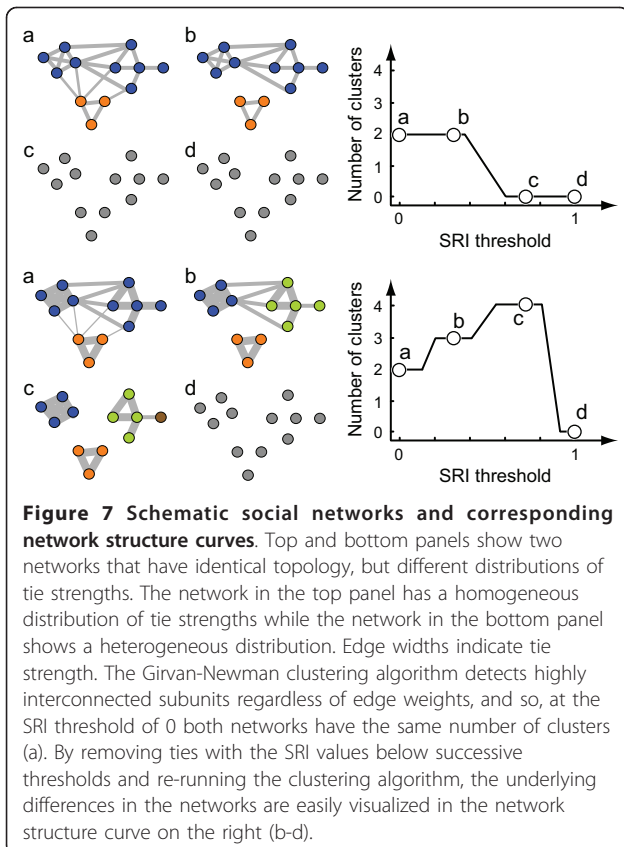 a
b
c
d
Number of clusters
4
3
2
1
0
a
b
c
d
0
1
SRI threshold
a
b
c
d
Number of clusters
4
3
2
1
0
a
b
c
d
0
1
SRI threshold
Figure 7 Schematic social networks and corresponding
network structure curves. Top and bottom panels show two
networks that have identical topology, but different distributions of
tie strengths. The network in the top panel has a homogeneous
distribution of tie strengths while the network in the bottom panel
shows a heterogeneous distribution. Edge widths indicate tie
strength. The Girvan-Newman clustering algorithm detects highly
interconnected subunits regardless of edge weights, and so, at the
SRI threshold of 0 both networks have the same number of clusters
(a). By removing ties with the SRI values below successive
thresholds and re-running the clustering algorithm, the underlying
differences in the networks are easily visualized in the network
structure curve on the right (b-d).